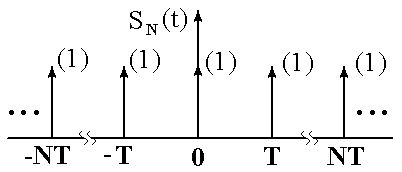 S_N(t)
(1) (1) (1) (1) (1)
... ...
-NT -T 0 T NT